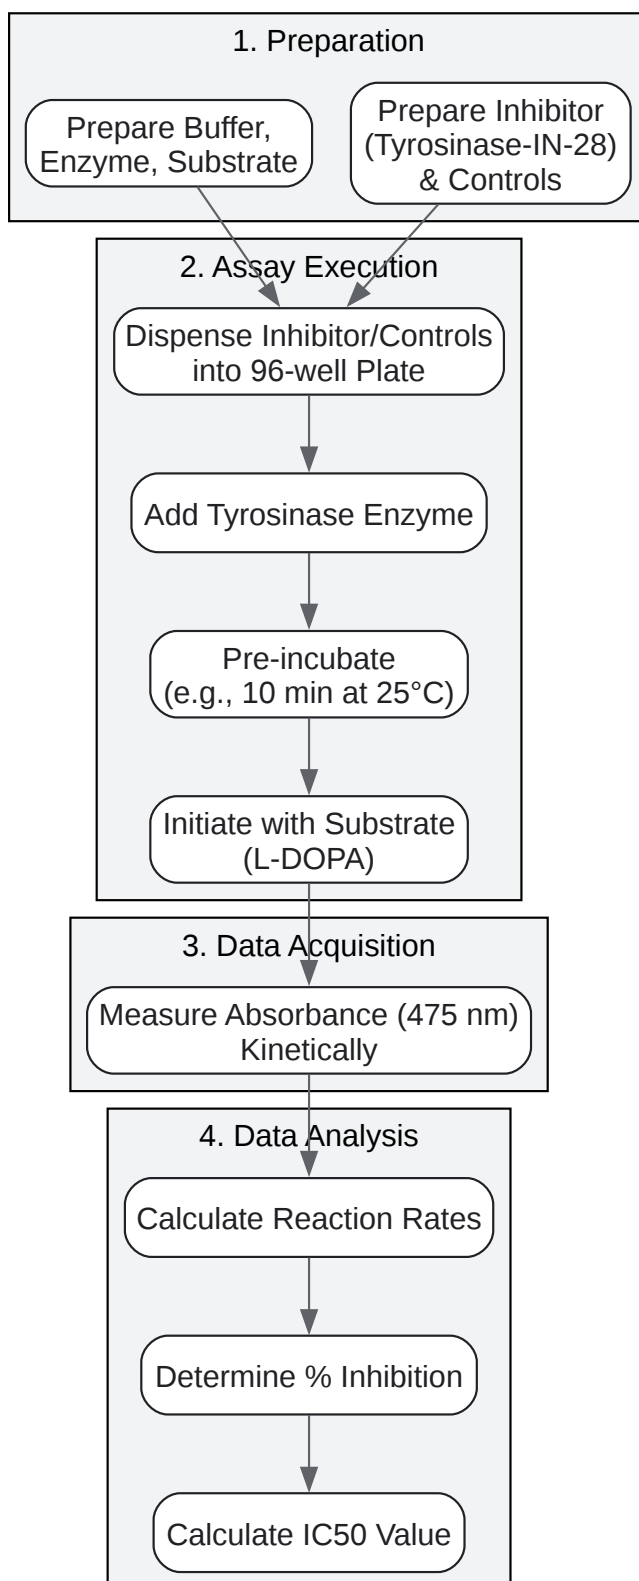 1. Preparation
Prepare Buffer,
Enzyme, Substrate
Prepare Inhibitor
(Tyrosinase-IN-28)
& Controls
2. Assay Execution
Dispense Inhibitor/Controls
into 96-well Plate
Add Tyrosinase Enzyme
Pre-incubate
(e.g., 10 min at 25°C)
Initiate with Substrate
(L-DOPA)
3. Data Acquisition
Measure Absorbance (475 nm)
Kinetically
4. Data Analysis
Calculate Reaction Rates
Determine % Inhibition
Calculate IC50 Value